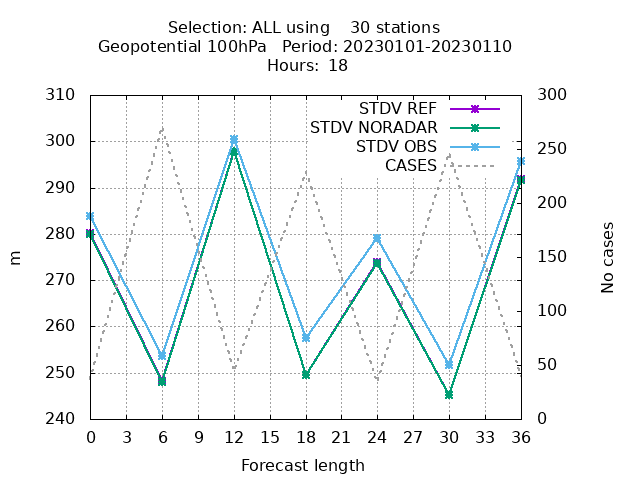 Selection: ALL using    30 stations
Geopotential 100hPa   Period: 20230101-20230110
Hours:  18
310
300
290
280
270
260
250
240
m
STDV REF
STDV NORADAR
STDV OBS
CASES
300
250
200
150
100
50
0
No cases
0 3 6 9 12 15 18 21 24 27 30 33 36
Forecast length